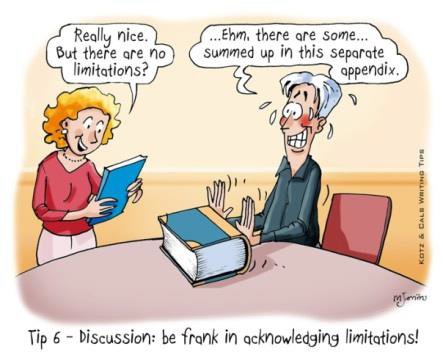 Really nice.
But there are no
limitations?
...Ehm, there are some...
summed up in this separate
appendix.
KOTZ & CALS WRITING TIPS
Tip 6 - Discussion: be frank in acknowledging limitations!